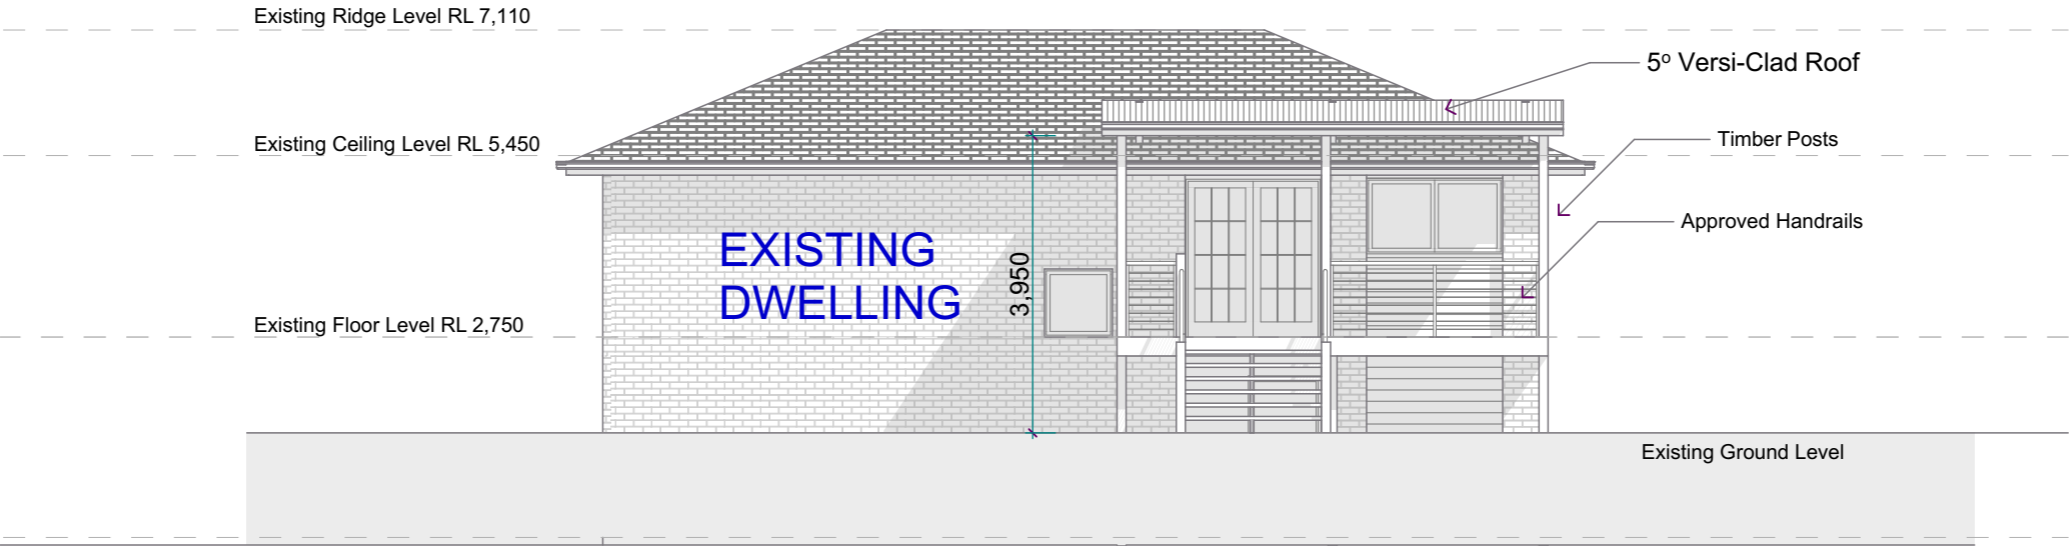 Existing Ridge Level RL 7,110
5º Versi-Clad Roof
Existing Ceiling Level RL 5,450
Timber Posts
Approved Handrails
EXISTING
DWELLING
3,950
Existing Floor Level RL 2,750
Existing Ground Level